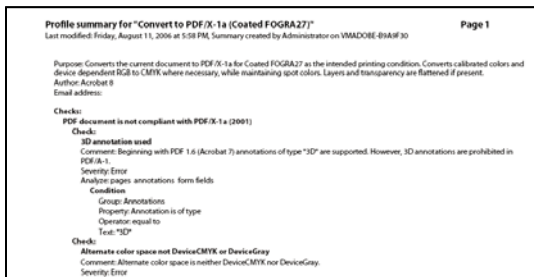 Profile summary for "Convert to PDF/X-1a (Coated FOGRA27)" Page 1
Last modified: Friday, August 11, 2006 at 5:58 PM, Summary created by Administrator on VMADOBE-B9A9F30
Purpose: Converts the current document to PDF/X-1a for Coated FOGRA27 as the intended printing condition. Converts calibrated colors and
device dependent RGB to CMYK where necessary, while maintaining spot colors. Layers and transparency are flattened if present.
Author: Acrobat 8
Email address:
Checks:
PDF document is not compliant with PDF/X-1a (2001)
Check:
3D annotation used
Comment: Beginning with PDF 1.6 (Acrobat 7) annotations of type "3D" are supported. However, 3D annotations are prohibited in
PDF/A-1.
Severity: Error
Analyze: pages annotations form fields
Condition
Group: Annotations
Property: Annotation is of type
Operator: equal to
Text: "3D"
Check:
Alternate color space not DeviceCMYK or DeviceGray
Comment: Alternate color space is neither DeviceCMYK nor DeviceGray.
Severity: Error